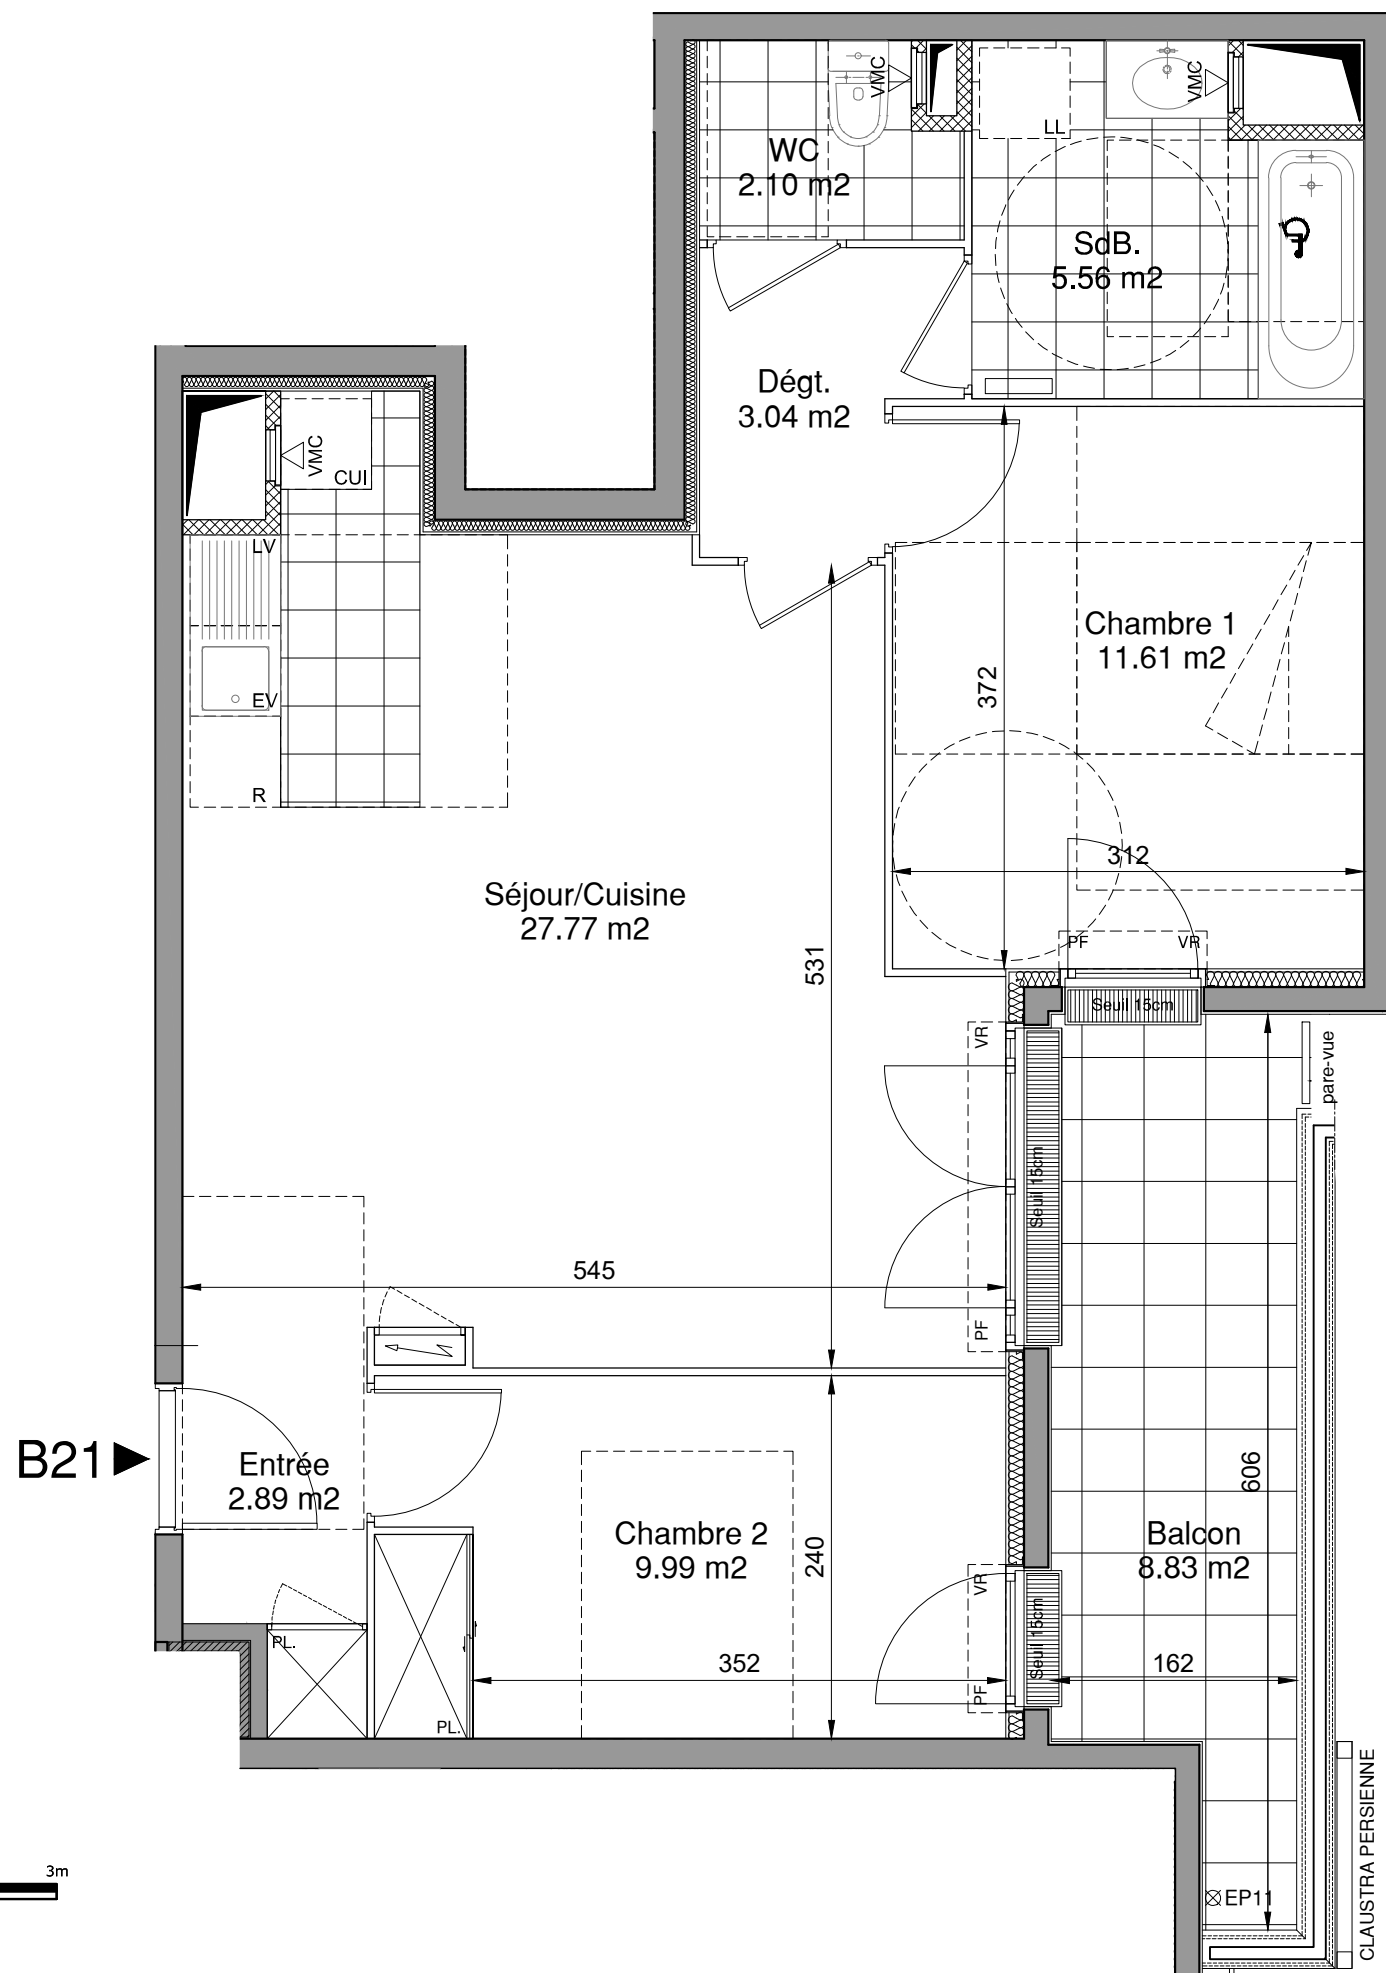 VMC
VMC
LL
WC
2.10 m2
SdB.
5.56 m2
Dégt.
3.04 m2
VMC
CUI
LV
EV
R
Chambre 1
11.61 m2
372
312
PF
VR
Seuil 15cm
Séjour/Cuisine
27.77 m2
531
VR
pare-vue
Seuil 15cm
545
PF
B21
Entrée
2.89 m2
606
Chambre 2
9.99 m2
240
Balcon
8.83 m2
VR
Seuil 15cm
PL.
352
162
PF
PL.
CLAUSTRA PERSIENNE
3m
EP11